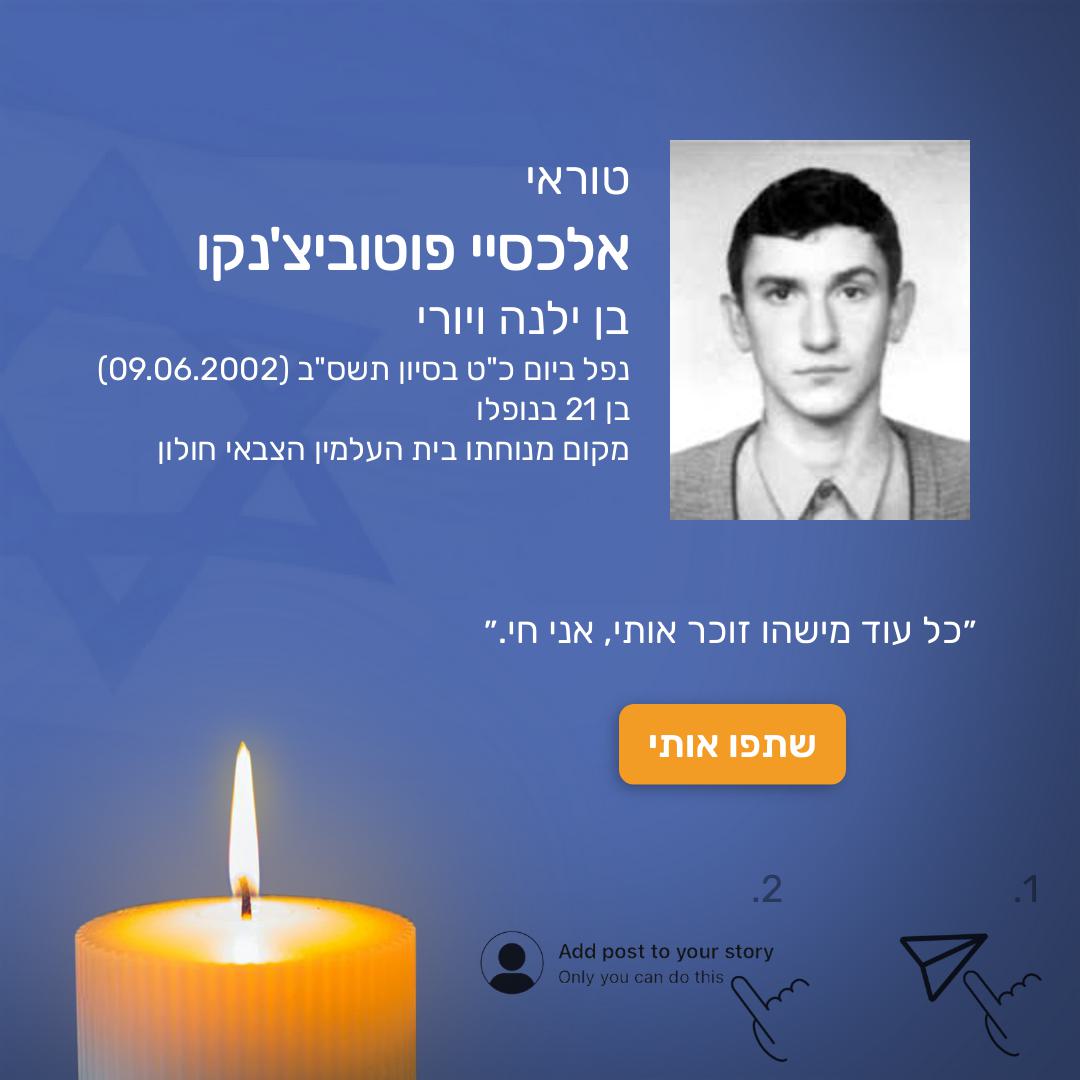 טוראי
אלכסיי פוטוביצ'נקו
בן ילנה ויורי
נפל ביום כ"ט בסיון תשס"ב (09.06.2002)
בן 21 בנופלו
מקום מנוחתו בית העלמין הצבאי חולון
״כל עוד מישהו זוכר אותי, אני חי.״
שתפו אותי
1.
2.
Add post to your story
Only you can do this